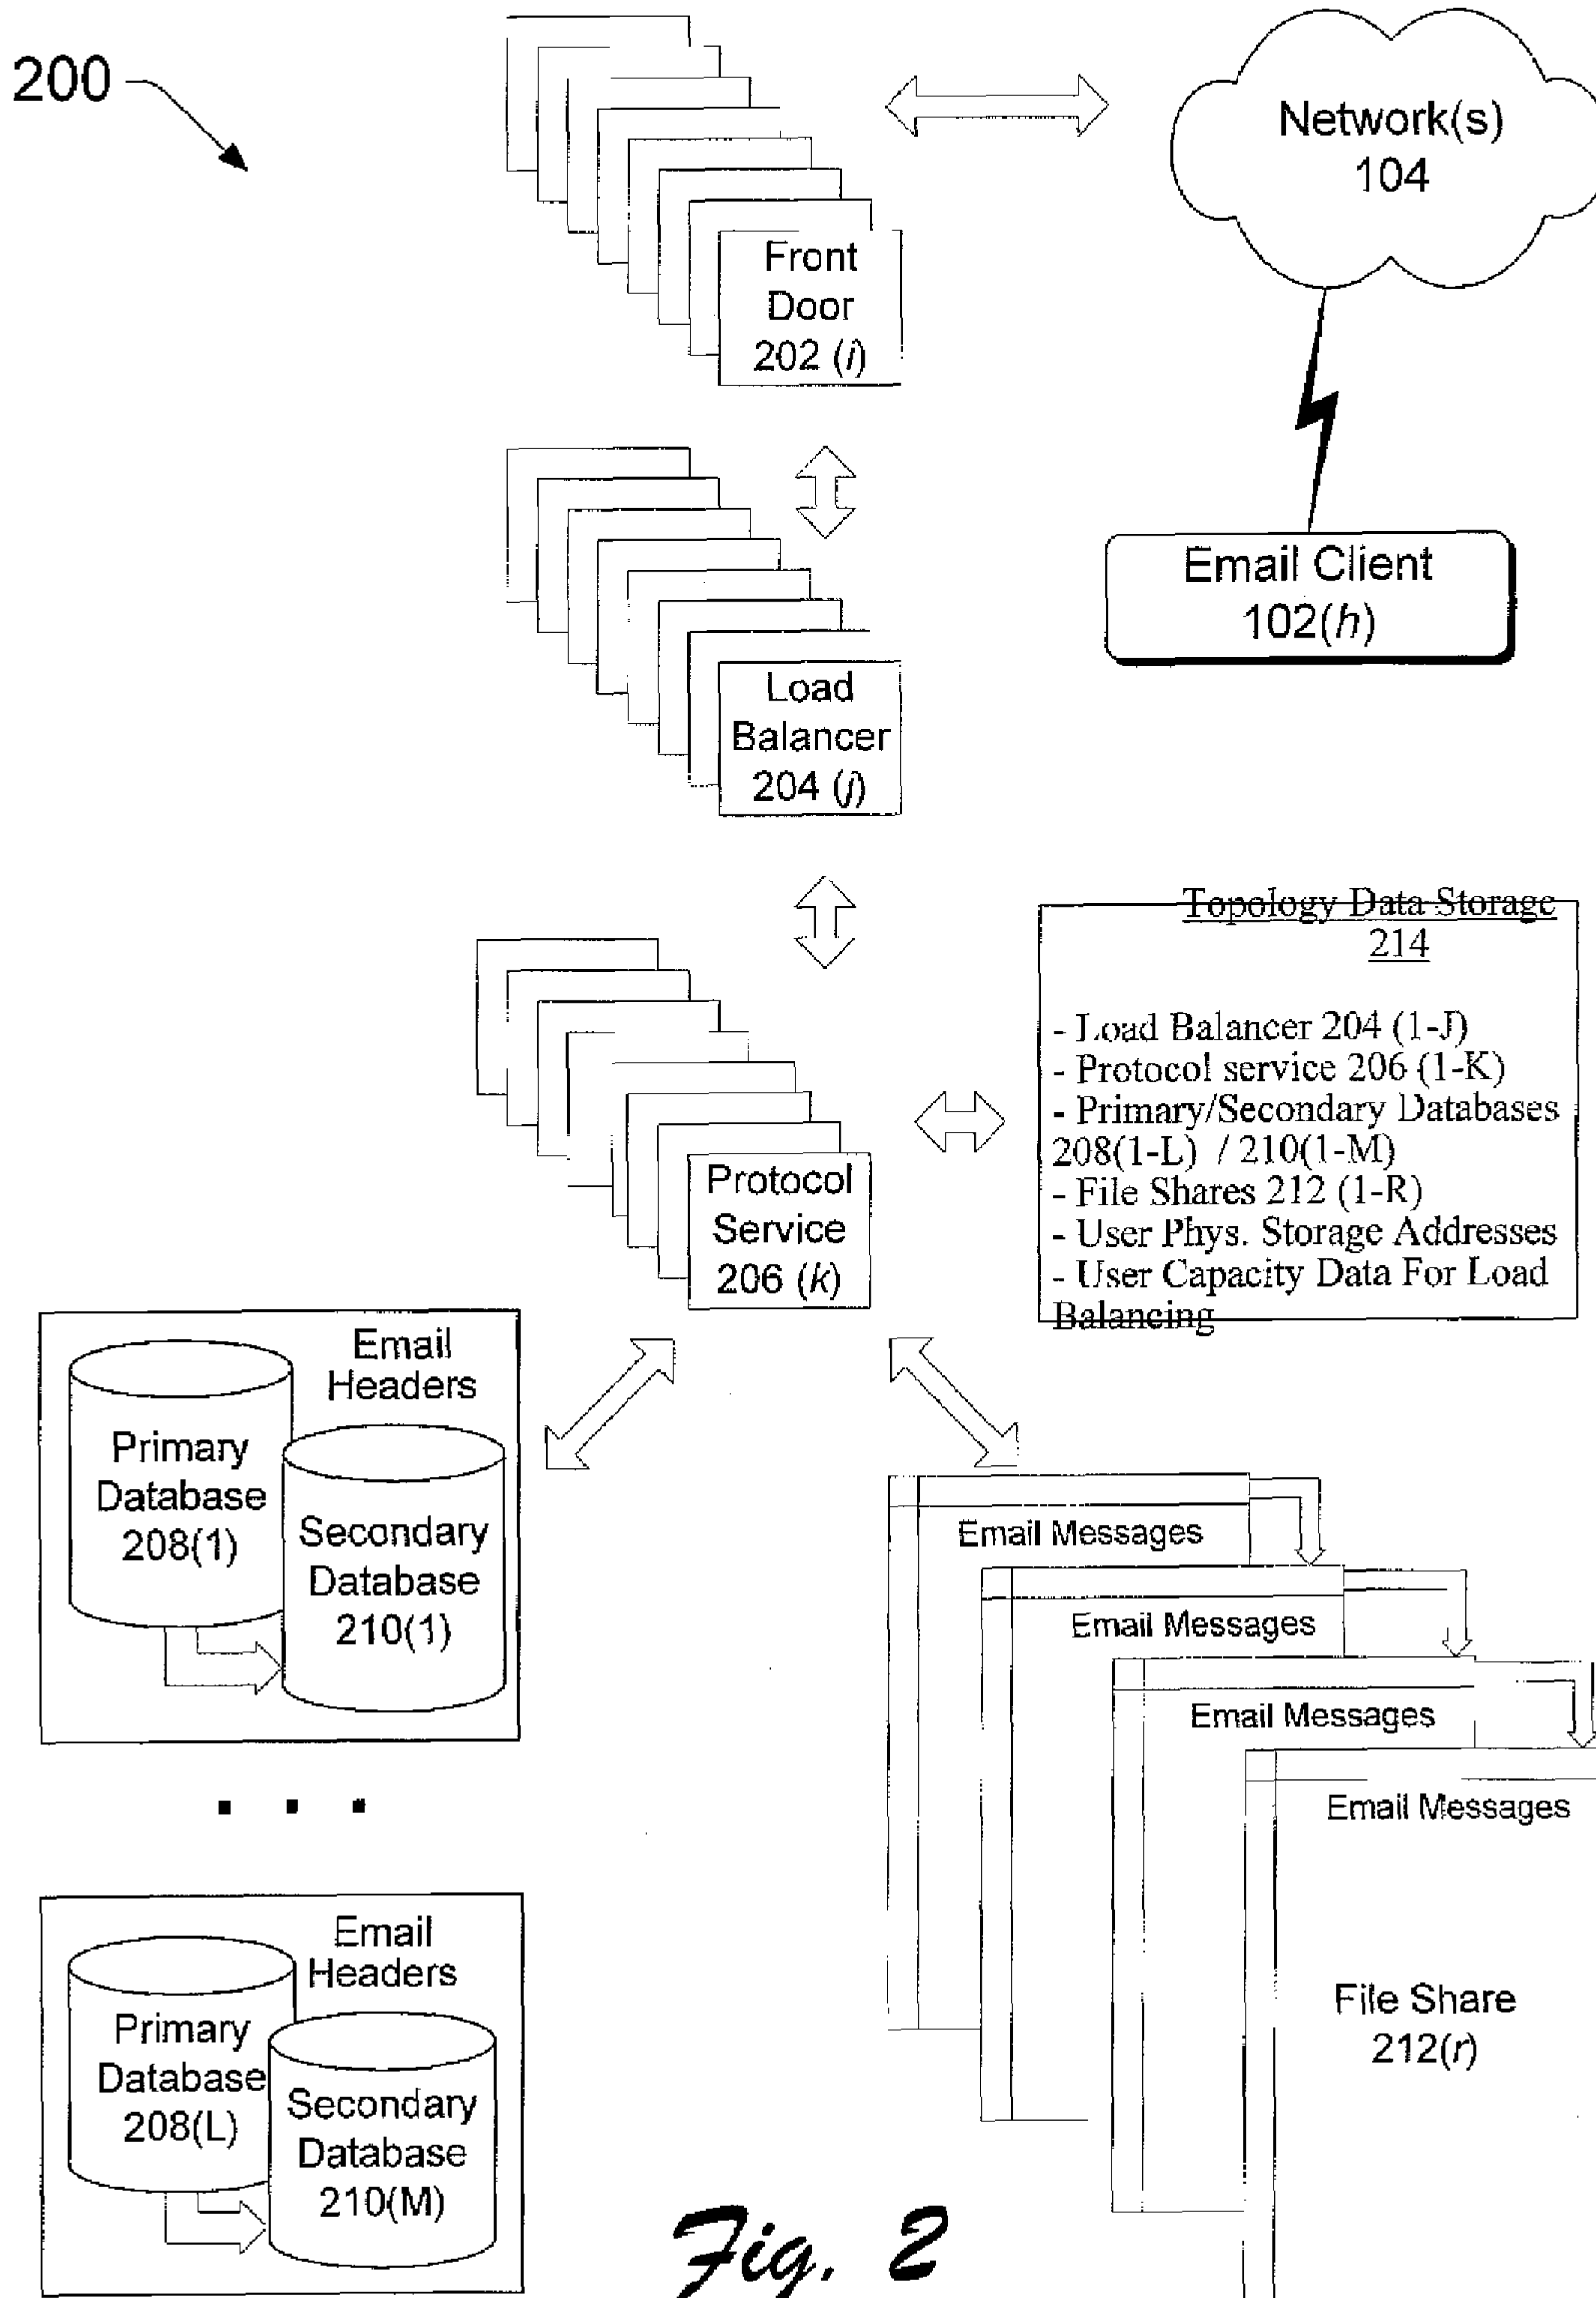 200
Network(s)
104
Front
Door
202 (i)
Email Client
102(h)
Load
Balancer
204 (j)
Topology Data Storage
214
- Load Balancer 204 (1-J)
- Protocol service 206 (1-K)
- Primary/Secondary Databases
208(1-L) / 210(1-M)
- File Shares 212 (1-R)
- User Phys. Storage Addresses
- User Capacity Data For Load
Balancing
Protocol
Service
206 (k)
Email
Headers
Primary
Database
208(1)
Secondary
Database
210(1)
Email Messages
Email Messages
Email Messages
Email Messages
File Share
212(r)
. . .
Email
Headers
Primary
Database
208(L)
Secondary
Database
210(M)
Fig. 2